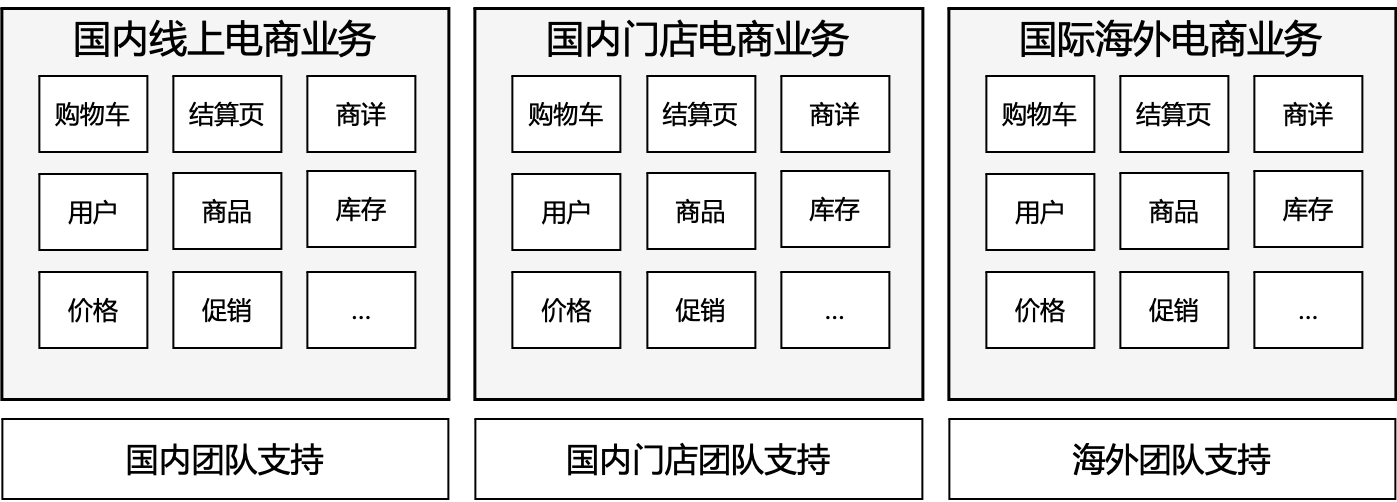 国内线上电商业务
购物车 结算页 商详
用户 商品 库存
价格 促销 ...
国内团队支持
国内门店电商业务
购物车 结算页 商详
用户 商品 库存
价格 促销 ...
国内门店团队支持
国际海外电商业务
购物车 结算页 商详
用户 商品 库存
价格 促销 ...
海外团队支持